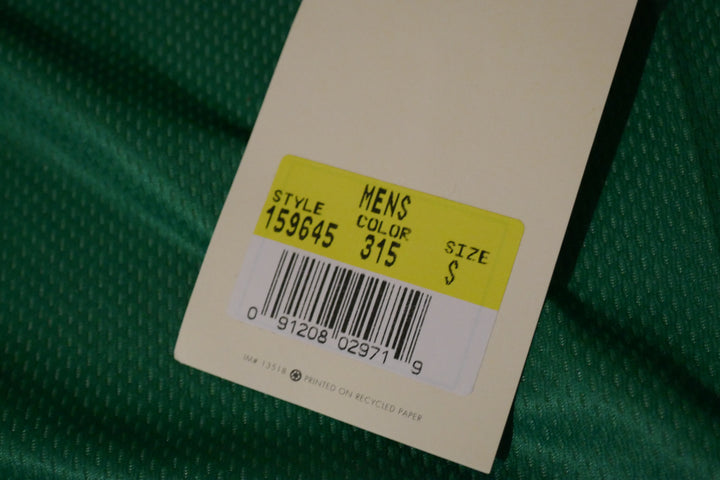 MENS
STYLE COLOR SIZE
159645 315 S
0 91208 02971 9
IM# 13518 PRINTED ON RECYCLED PAPER